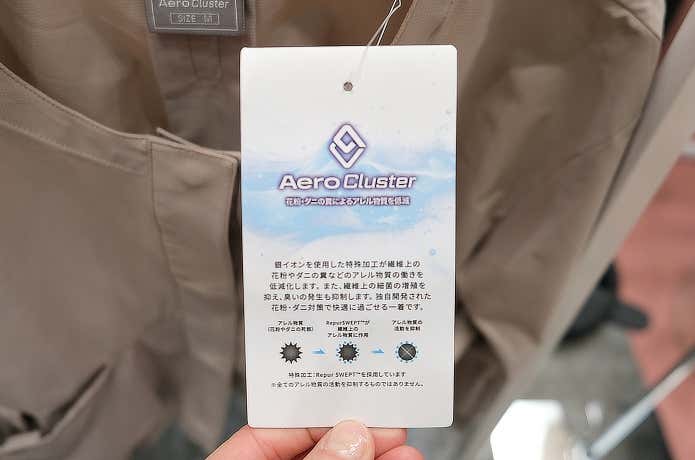 Aero Cluster
SIZE M
Aero Cluster
花粉・ダニの糞によるアレル物質を低減
銀イオンを使用した特殊加工が繊維上の
花粉やダニの糞などのアレル物質の働きを
低減化します。また、繊維上の細菌の増殖を
抑え、臭いの発生も抑制します。独自開発された
花粉・ダニ対策で快適に過ごせる一着です。
アレル物質
(花粉やダニの死骸)
RepurSWEPT™が
繊維上の
アレル物質に作用
アレル物質の
活動を抑制
特殊加工:Repur SWEPT™を採用しています
※全てのアレル物質の活動を抑制するものではありません。